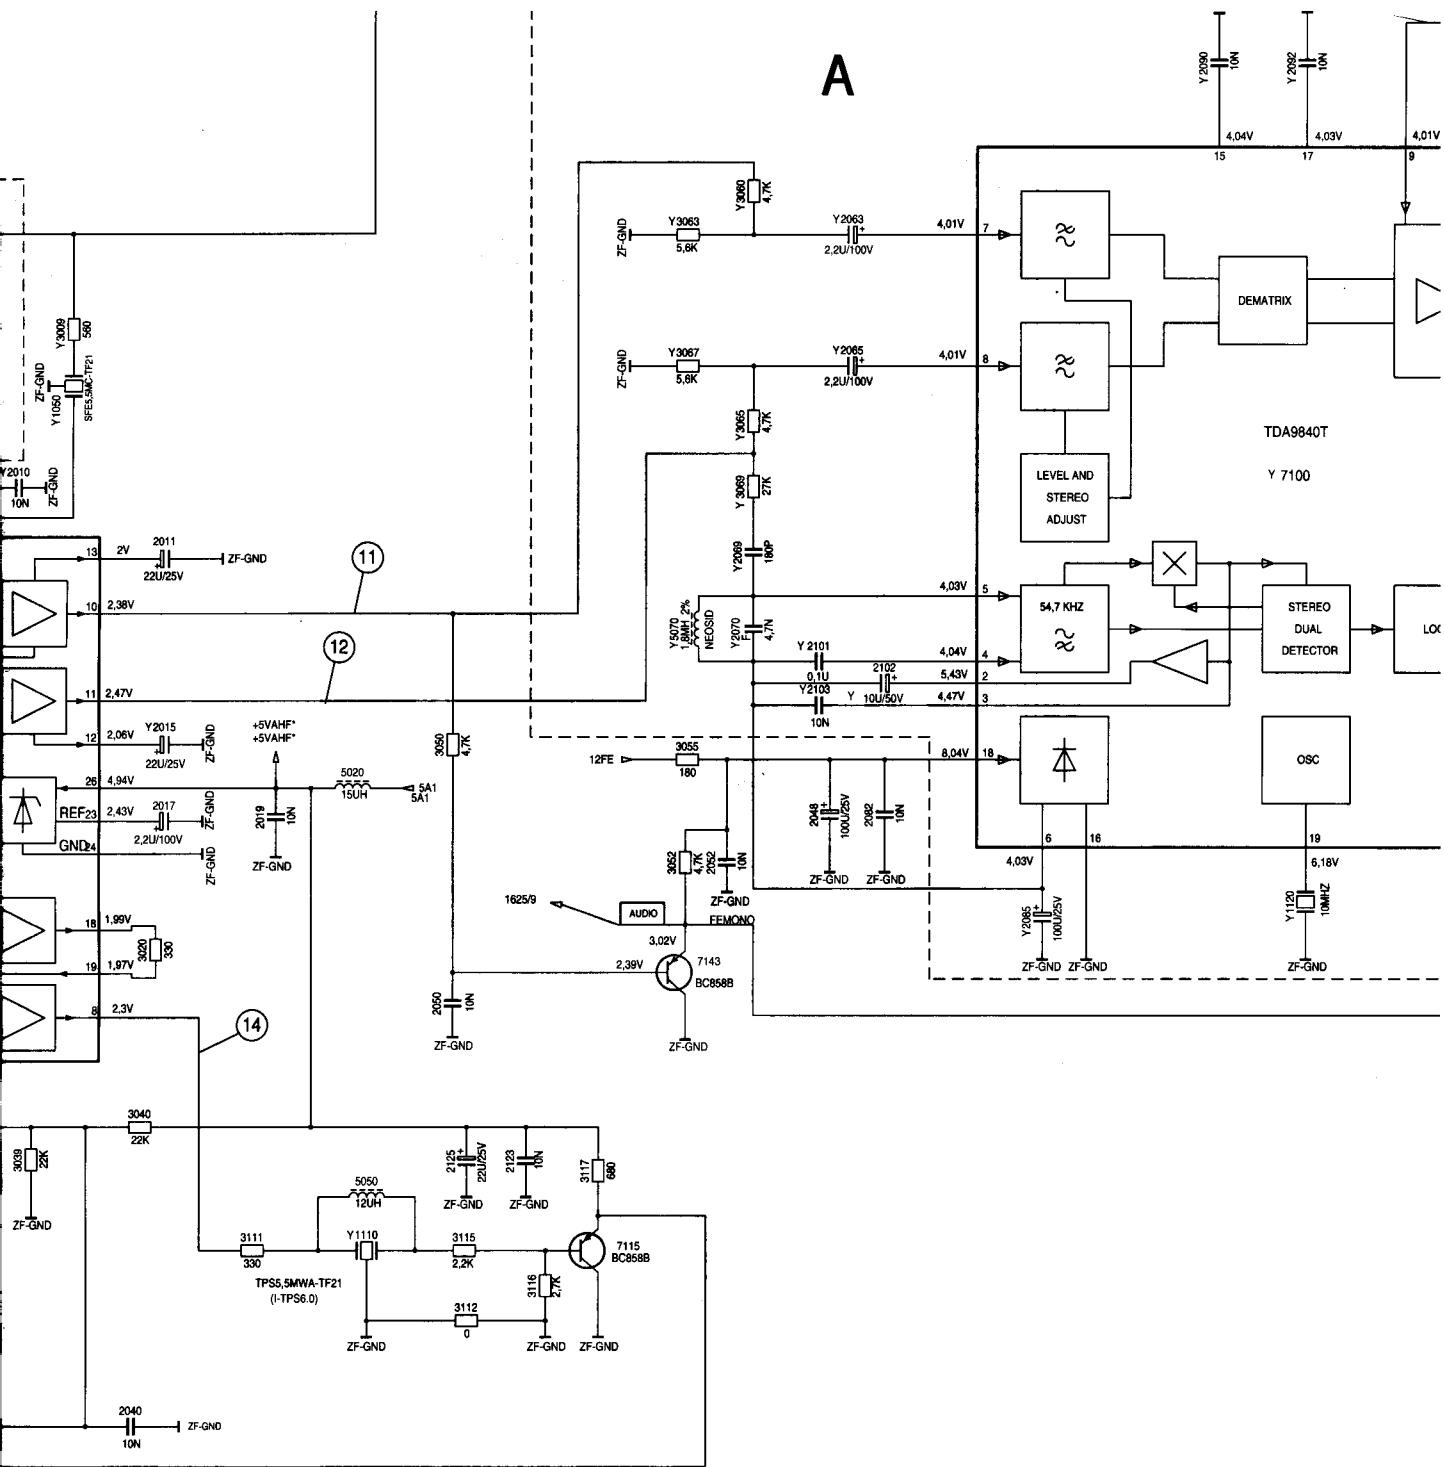 A
Y 2090
10N
Y 2092
10N
4,04V
4,03V
4,01V
15
17
9
Y3060
4,7K
ZF-GND
Y3063
5,6K
Y2063
+
2,2U/100V
4,01V
7
DEMATRIX
Y3009
560
ZF-GND
Y1050
SFE5,5MC-TF21
ZF-GND
Y3067
5,6K
Y2065
+
2,2U/100V
4,01V
8
Y3065
4,7K
TDA9840T
Y 7100
Y2010
10N
ZF-GND
Y 3069
27K
LEVEL AND
STEREO
ADJUST
13
2V
2011
+
22U/25V
ZF-GND
11
Y2069
180P
10
2,38V
4,03V
5
54,7 KHZ
STEREO
DUAL
DETECTOR
LOC
Y5070
1,8MH 2%
NEOSID
Y2070
F
4,7N
12
Y 2101
0,1U
4,04V
4
2102
+
10U/50V
5,43V
2
Y2103
10N
Y
4,47V
3
11
2,47V
12
2,06V
Y2015
+
22U/25V
ZF-GND
+5VAHF*
+5VAHF*
3050
4,7K
12FE
3055
180
8,04V
18
OSC
26
4,94V
5020
15UH
5A1
5A1
REF
23
2,43V
2017
+
2,2U/100V
ZF-GND
2019
10N
ZF-GND
GND
24
ZF-GND
2048
+
100U/25V
ZF-GND
2082
10N
ZF-GND
6
16
19
4,03V
6,18V
3052
4,7K
2052
10N
ZF-GND
1625/9
AUDIO
FEMONO
Y2085
+
100U/25V
ZF-GND
ZF-GND
Y1120
10MHZ
ZF-GND
18
1,99V
3020
330
19
1,97V
3,02V
2,39V
7143
BC858B
8
2,3V
14
2050
10N
ZF-GND
ZF-GND
3039
22K
ZF-GND
3040
22K
2125
+
22U/25V
ZF-GND
2123
10N
ZF-GND
3117
680
5050
12UH
3111
330
Y1110
3115
2,2K
7115
BC858B
TPS5,5MWA-TF21
(I-TPS6.0)
3116
2,7K
3112
0
ZF-GND
ZF-GND
ZF-GND
2040
10N
ZF-GND